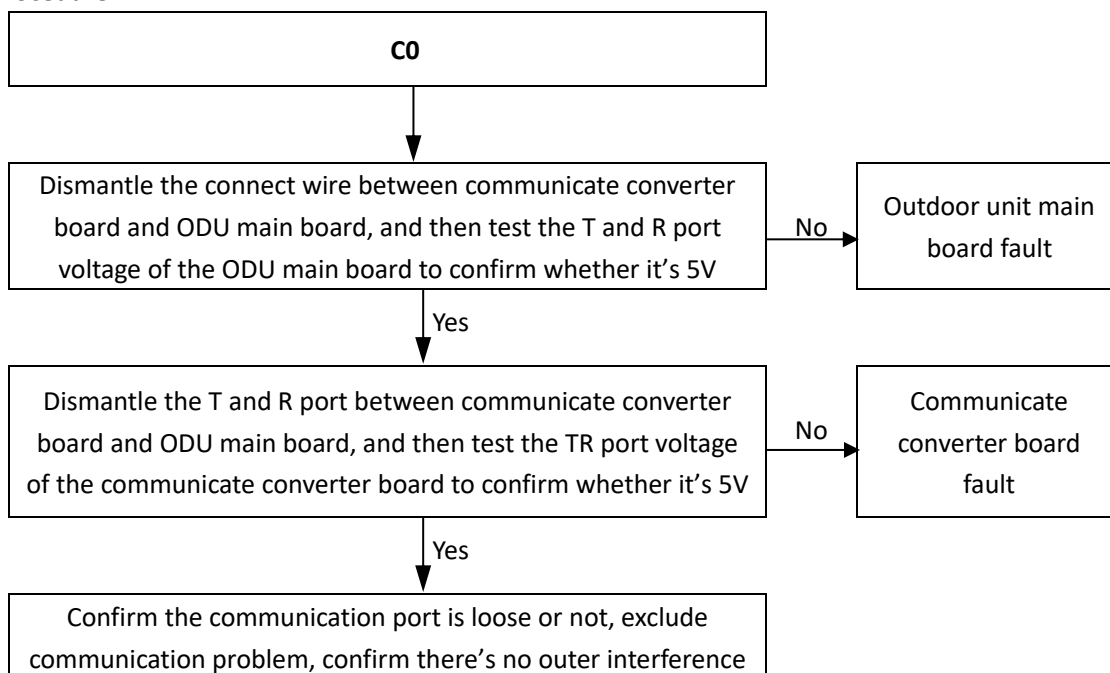 C0
Dismantle the connect wire between communicate converter
board and ODU main board, and then test the T and R port
voltage of the ODU main board to confirm whether it’s 5V
No
Outdoor unit main
board fault
Yes
Dismantle the T and R port between communicate converter
board and ODU main board, and then test the TR port voltage
of the communicate converter board to confirm whether it’s 5V
No
Communicate
converter board
fault
Yes
Confirm the communication port is loose or not, exclude
communication problem, confirm there’s no outer interference